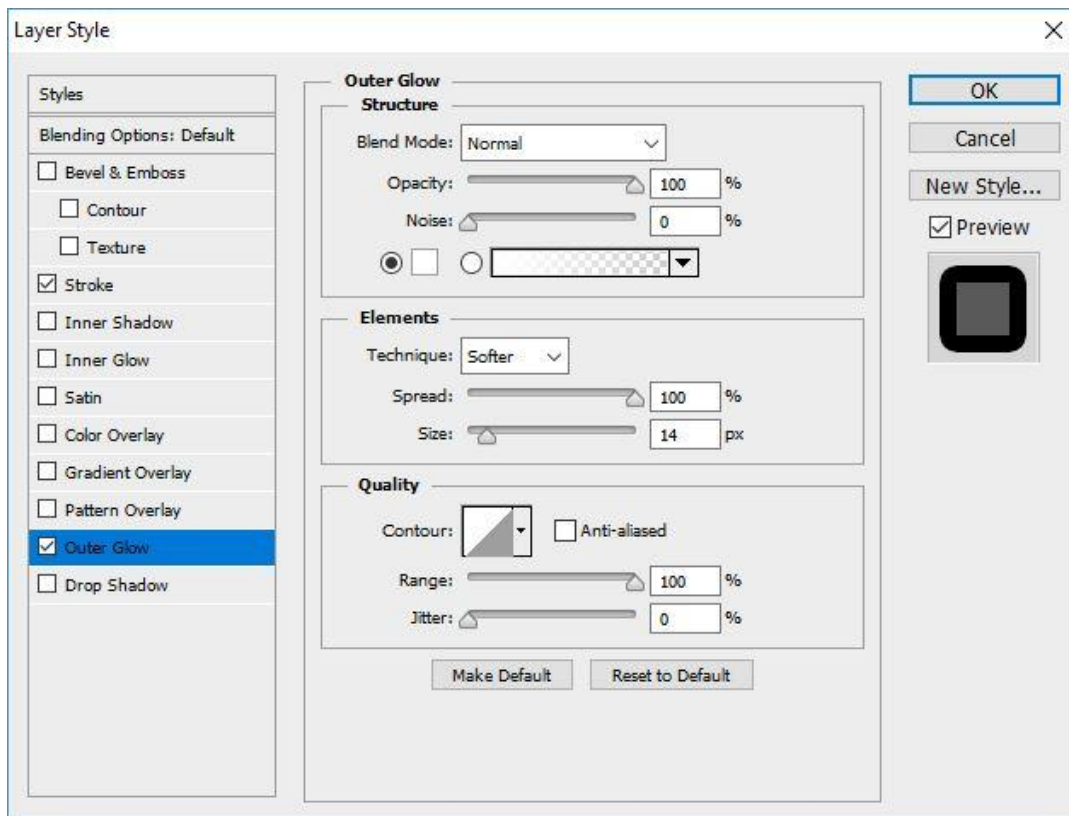 Layer Style
Styles
Blending Options: Default
Bevel & Emboss
Contour
Texture
Stroke
Inner Shadow
Inner Glow
Satin
Color Overlay
Gradient Overlay
Pattern Overlay
Outer Glow
Drop Shadow
Outer Glow
Structure
Blend Mode: Normal
Opacity: 100 %
Noise: 0 %
Elements
Technique: Softer
Spread: 100 %
Size: 14 px
Quality
Contour: Anti-aliased
Range: 100 %
Jitter: 0 %
Make Default Reset to Default
OK
Cancel
New Style...
Preview